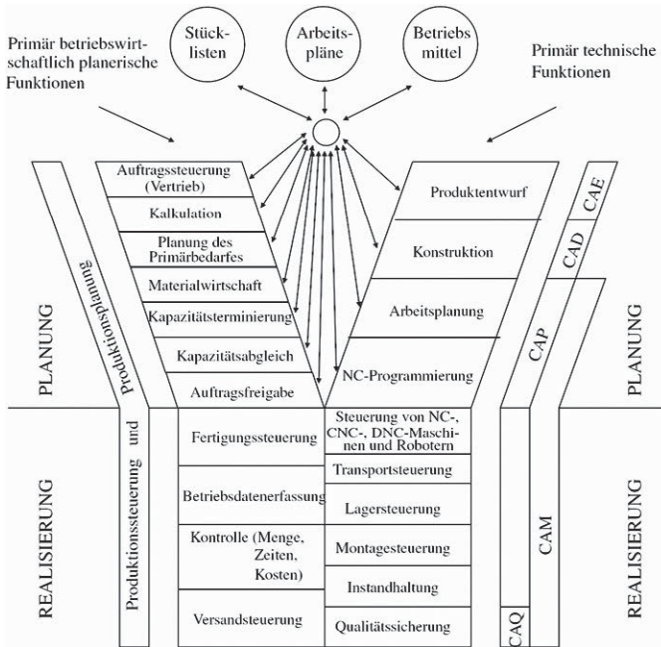 Primär betriebswirt-
schaftlich planerische
Funktionen
Stück-
listen
Arbeits-
pläne
Betriebs
mittel
Primär technische
Funktionen
Auftragssteuerung
(Vertrieb)
Kalkulation
Planung des
Primärbedarfes
Materialwirtschaft
Kapazitätsterminierung
Kapazitätsabgleich
Auftragsfreigabe
Produktentwurf
Konstruktion
Arbeitsplanung
NC-Programmierung
CAE
CAD
CAP
PLANUNG
Produktionsplanung
PLANUNG
Fertigungssteuerung
Betriebsdatenerfassung
Kontrolle (Menge,
Zeiten,
Kosten)
Versandsteuerung
Steuerung von NC-,
CNC-, DNC-Maschi-
nen und Robotern
Transportsteuerung
Lagersteuerung
Montagesteuerung
Instandhaltung
Qualitätssicherung
REALISIERUNG
Produktionssteuerung und
CAQ
CAM
REALISIERUNG